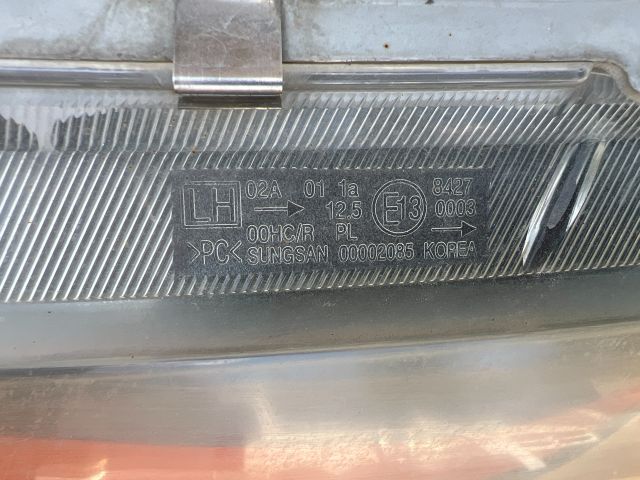 LH 02A 01 1a E13 8427
→ 12.5 0003
00HC/R PL →
>PC< SUNGSAN 00002085 KOREA